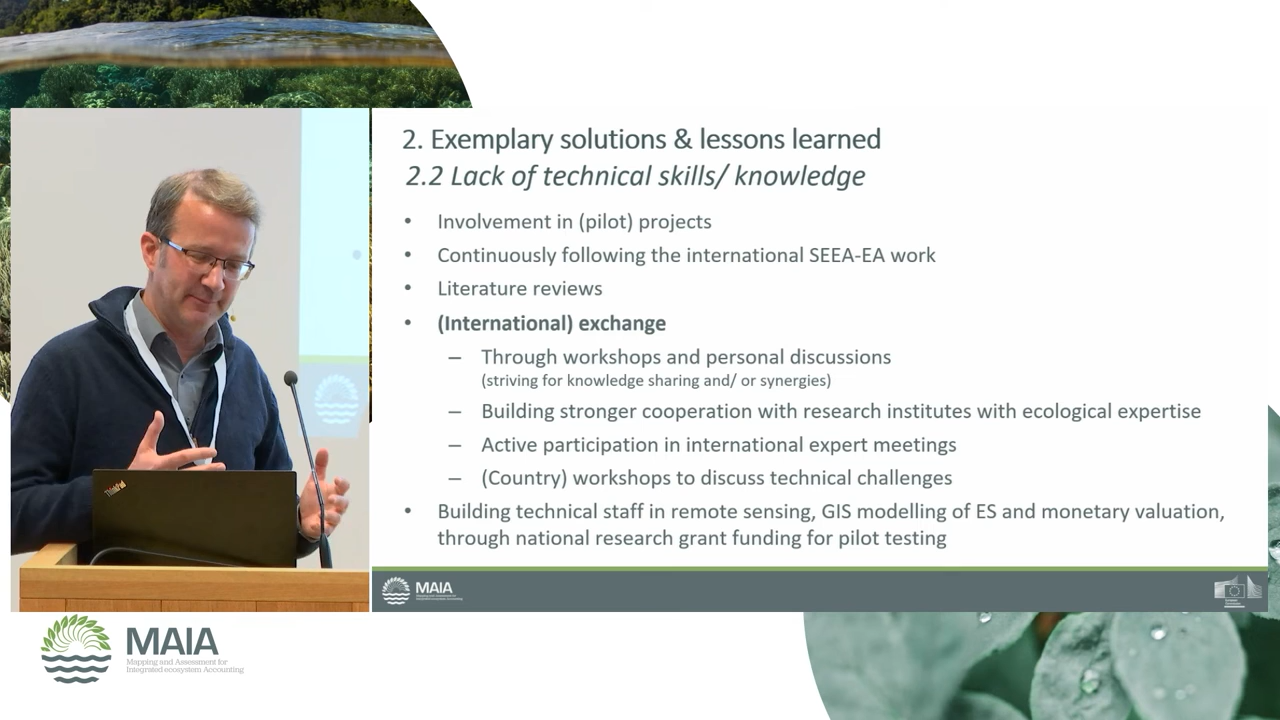 2. Exemplary solutions & lessons learned
2.2 Lack of technical skills/ knowledge
• Involvement in (pilot) projects
• Continuously following the international SEEA-EA work
• Literature reviews
• (International) exchange
– Through workshops and personal discussions
(striving for knowledge sharing and/ or synergies)
– Building stronger cooperation with research institutes with ecological expertise
– Active participation in international expert meetings
– (Country) workshops to discuss technical challenges
• Building technical staff in remote sensing, GIS modelling of ES and monetary valuation,
through national research grant funding for pilot testing
ThinkPad
MAIA
MAIA
Mapping and Assessment for
Integrated ecosystem Accounting